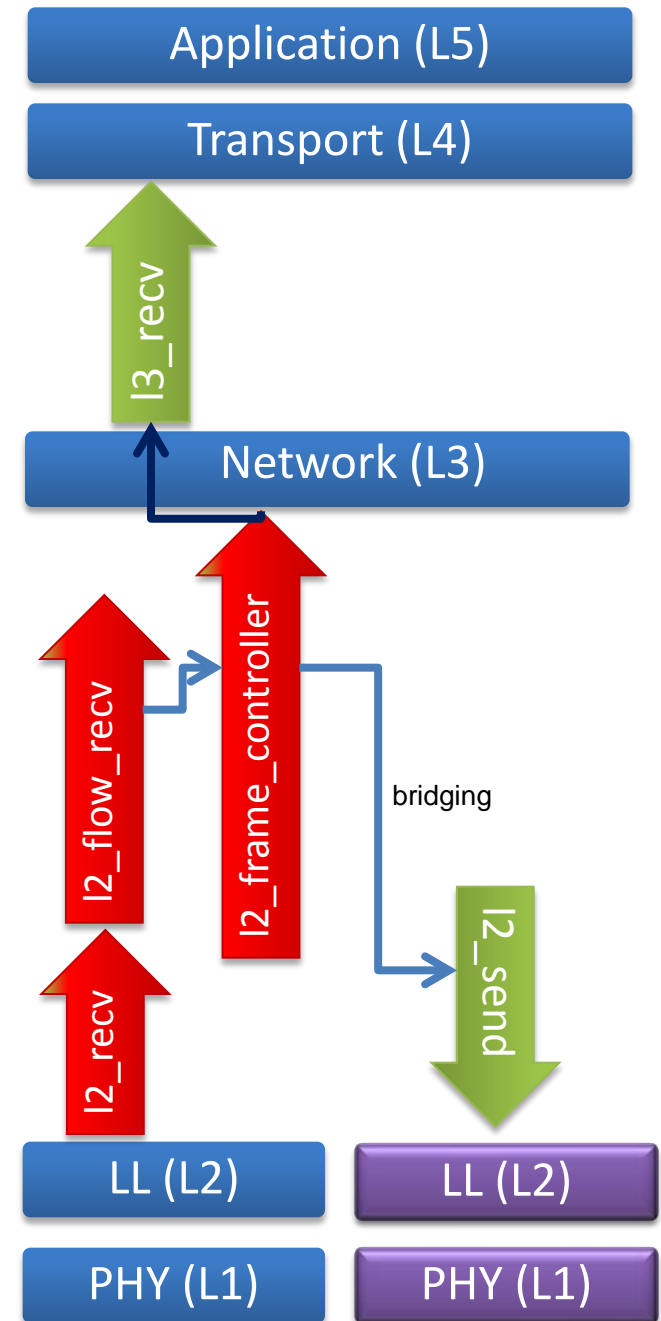 Application (L5)
Transport (L4)
l3_recv
Network (L3)
l2_flow_recv
l2_frame_controller
bridging
l2_recv
l2_send
LL (L2)
LL (L2)
PHY (L1)
PHY (L1)